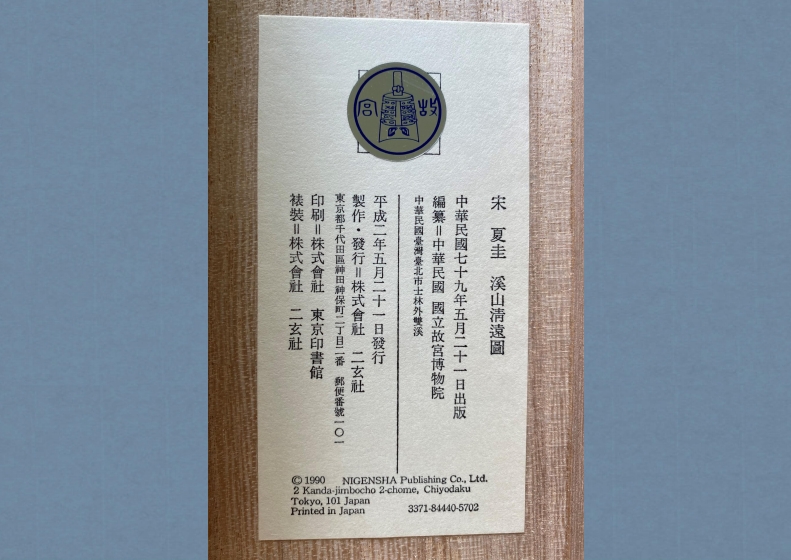 故宮
宋 夏圭 溪山清遠圖
中華民國七十九年五月二十一日出版
編纂＝中華民國 國立故宮博物院
中華民國臺灣臺北市士林外雙溪
平成二年五月二十一日發行
製作・發行＝株式會社 二玄社
東京都千代田區神田神保町二丁目二番 郵便番號一〇一
印刷＝株式會社 東京印書館
裱裝＝株式會社 二玄社
© 1990 NIGENSHA Publishing Co., Ltd.
2 Kanda-jimbocho 2-chome, Chiyodaku
Tokyo, 101 Japan
Printed in Japan 3371-84440-5702